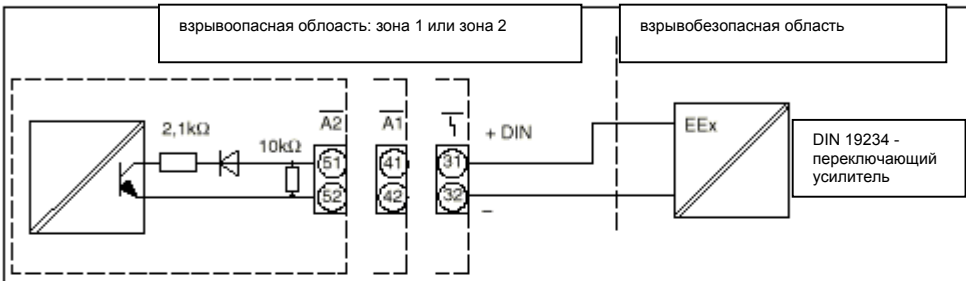 взрывоопасная облоасть: зона 1 или зона 2
взрывобезопасная область
2,1kΩ
10kΩ
A2
A1
+ DIN
EEx
51
41
31
52
42
32
–
DIN 19234 -
переключающий
усилитель